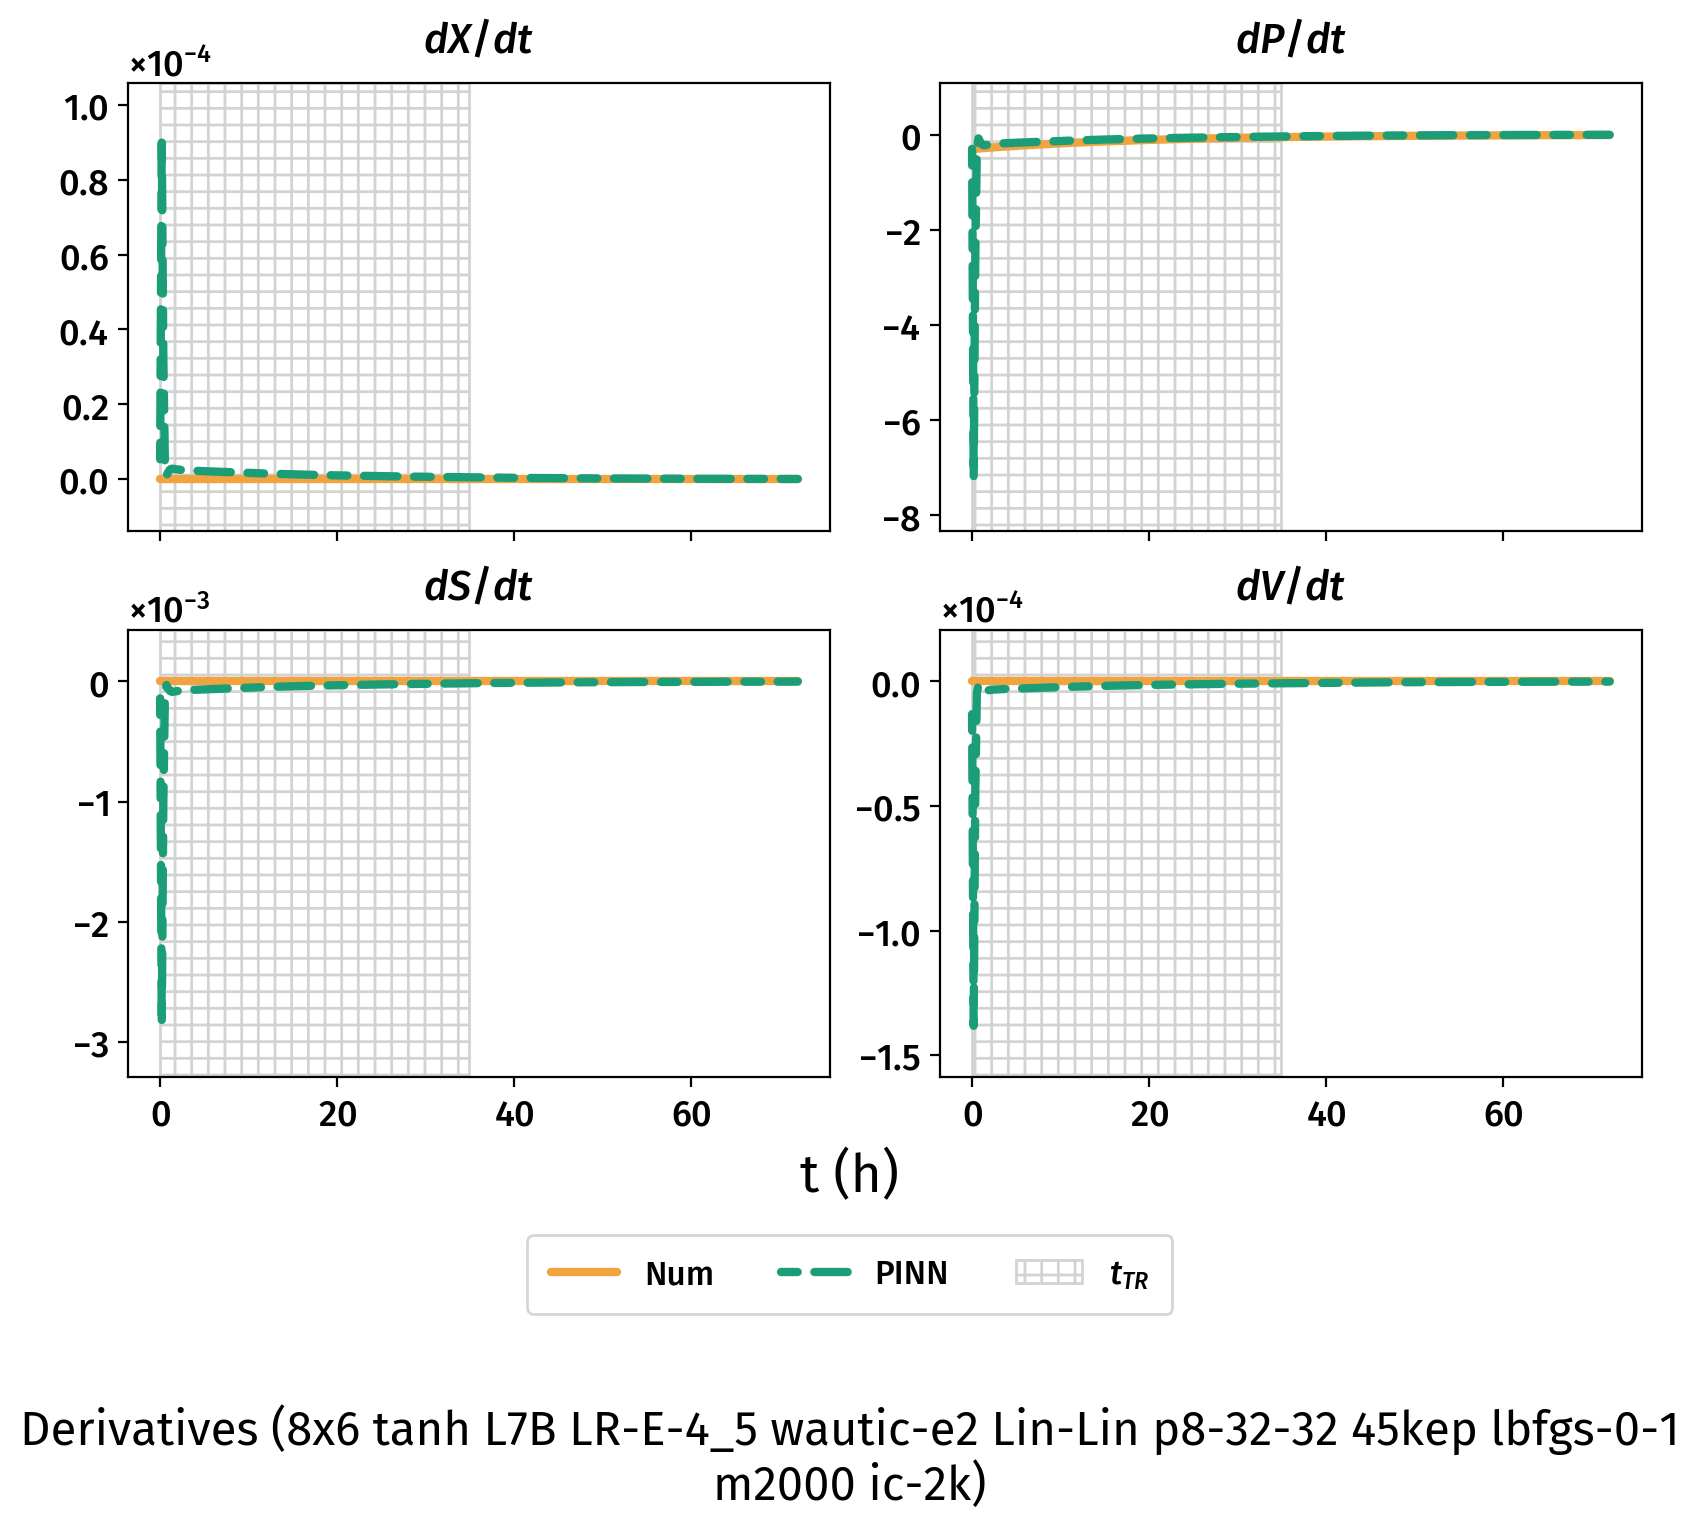 dX/dt
×10⁻⁴
1.0
0.8
0.6
0.4
0.2
0.0
dP/dt
0
−2
−4
−6
−8
dS/dt
×10⁻³
0
−1
−2
−3
0 20 40 60
dV/dt
×10⁻⁴
0.0
−0.5
−1.0
−1.5
0 20 40 60
t (h)
Num PINN t_TR
Derivatives (8x6 tanh L7B LR-E-4_5 wautic-e2 Lin-Lin p8-32-32 45kep lbfgs-0-1
m2000 ic-2k)